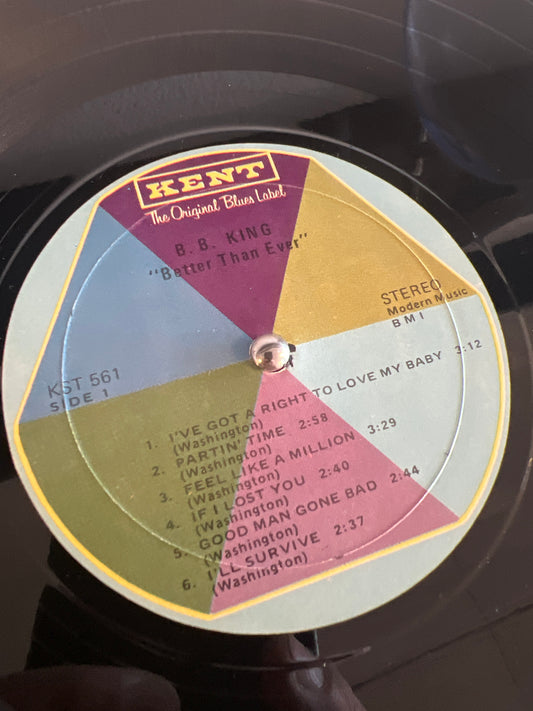 KENT
The Original Blues Label
B. B. KING
"Better Than Ever"
STEREO
Modern Music
BMI
KST 561
SIDE 1
1. I'VE GOT A RIGHT TO LOVE MY BABY 3:12
(Washington)
2. PARTIN' TIME 2:58
(Washington)
3. FEEL LIKE A MILLION 3:29
(Washington)
4. IF I LOST YOU 2:40
(Washington)
5. GOOD MAN GONE BAD 2:44
(Washington)
6. I'LL SURVIVE 2:37
(Washington)